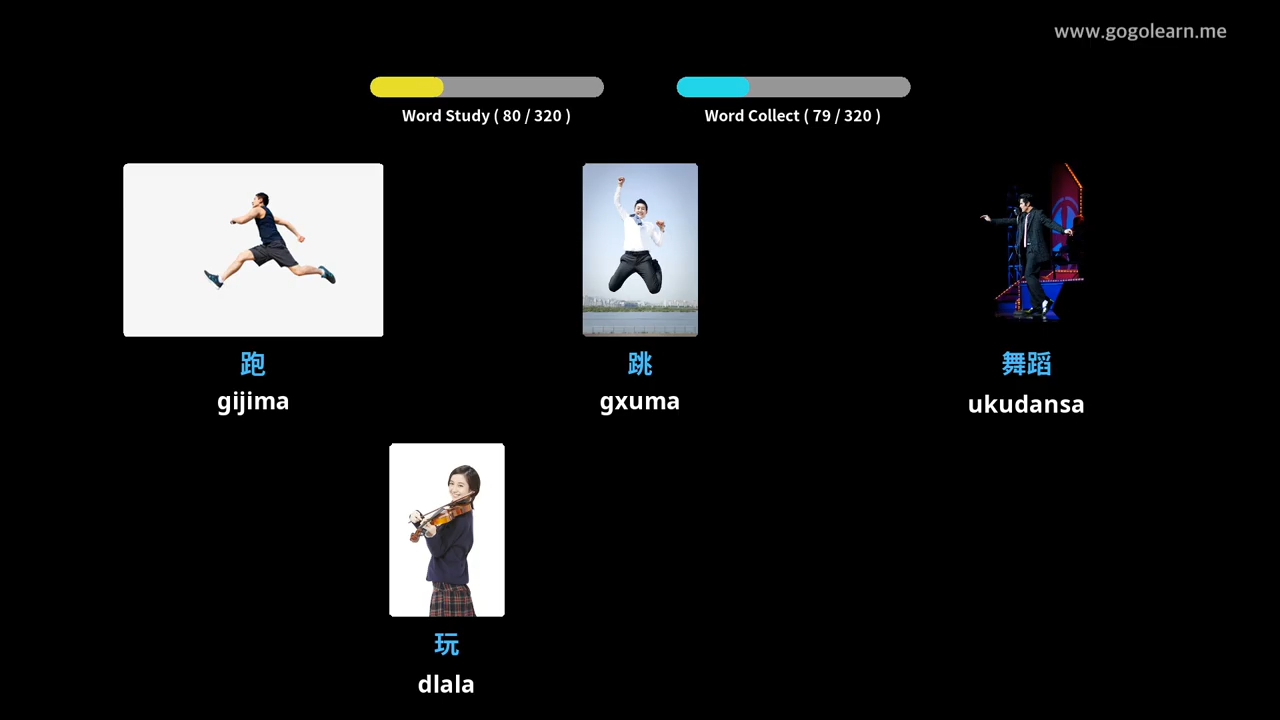 www.gogolearn.me
Word Study ( 80 / 320 )
Word Collect ( 79 / 320 )
跑
gijima
跳
gxuma
舞蹈
ukudansa
玩
dlala